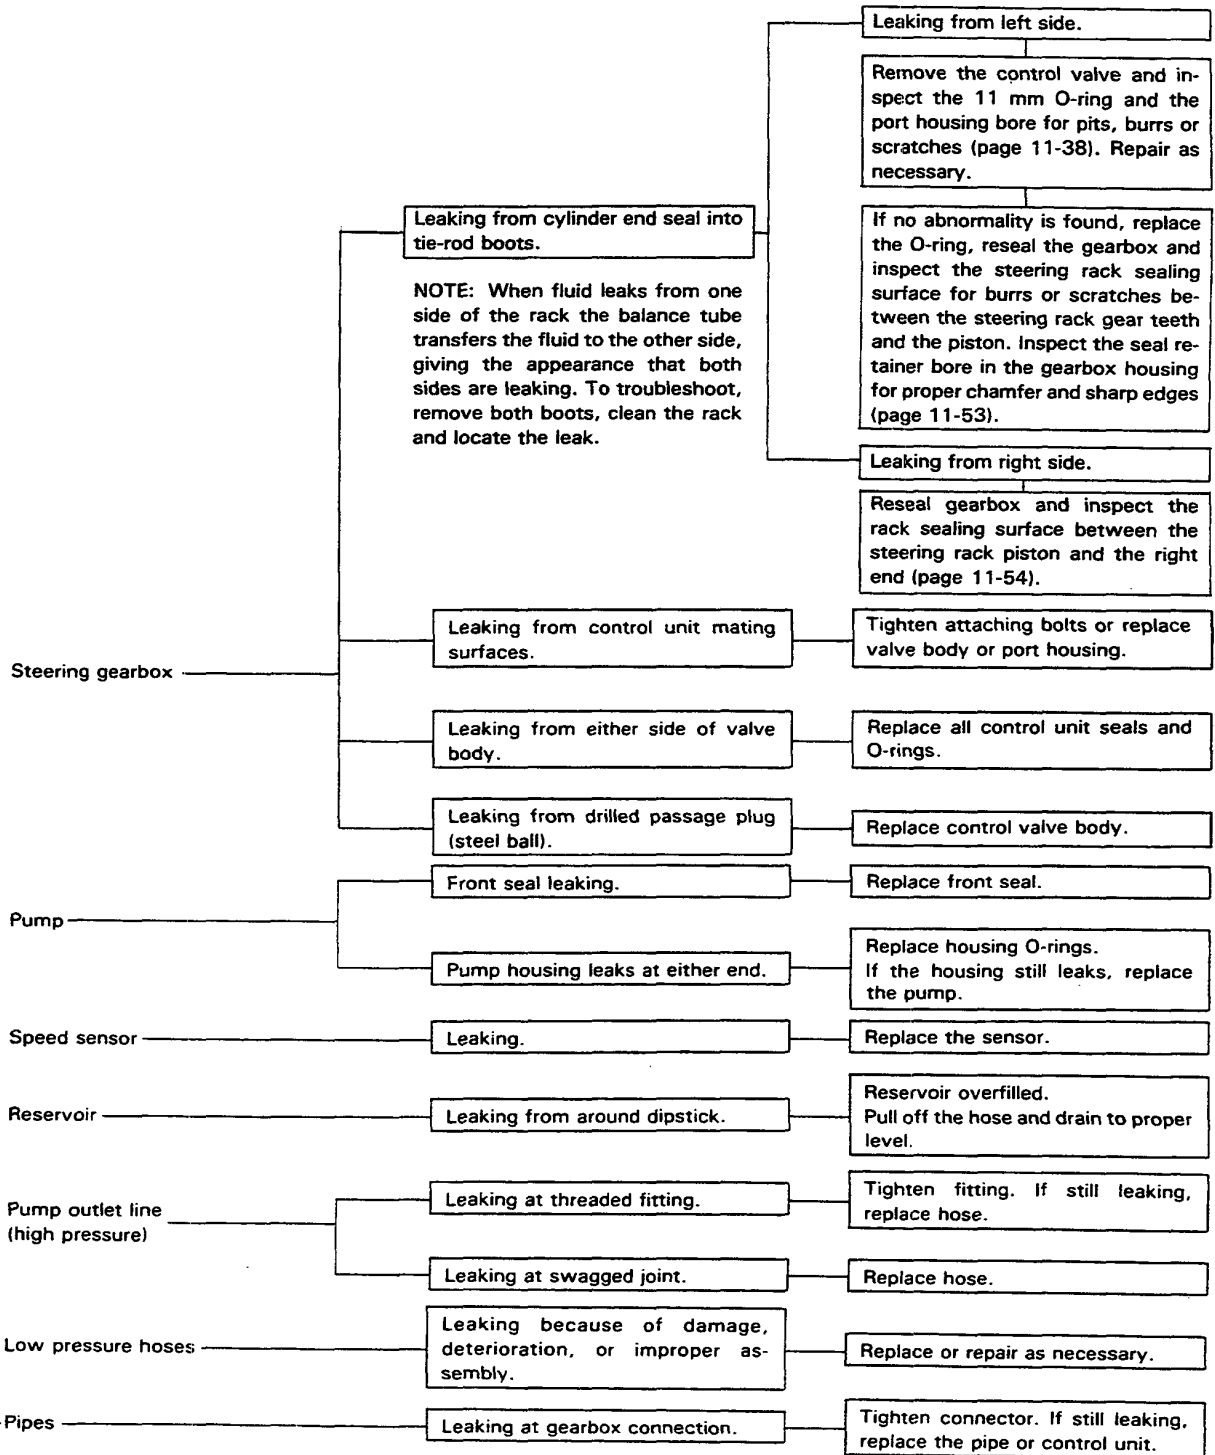 Leaking from left side.
Remove the control valve and in-
spect the 11 mm O-ring and the
port housing bore for pits, burrs or
scratches (page 11-38). Repair as
necessary.
Leaking from cylinder end seal into
tie-rod boots.
NOTE: When fluid leaks from one
side of the rack the balance tube
transfers the fluid to the other side,
giving the appearance that both
sides are leaking. To troubleshoot,
remove both boots, clean the rack
and locate the leak.
If no abnormality is found, replace
the O-ring, reseal the gearbox and
inspect the steering rack sealing
surface for burrs or scratches be-
tween the steering rack gear teeth
and the piston. Inspect the seal re-
tainer bore in the gearbox housing
for proper chamfer and sharp edges
(page 11-53).
Leaking from right side.
Reseal gearbox and inspect the
rack sealing surface between the
steering rack piston and the right
end (page 11-54).
Steering gearbox
Leaking from control unit mating
surfaces.
Tighten attaching bolts or replace
valve body or port housing.
Leaking from either side of valve
body.
Replace all control unit seals and
O-rings.
Leaking from drilled passage plug
(steel ball).
Replace control valve body.
Pump
Front seal leaking.
Replace front seal.
Pump housing leaks at either end.
Replace housing O-rings.
If the housing still leaks, replace
the pump.
Speed sensor
Leaking.
Replace the sensor.
Reservoir
Leaking from around dipstick.
Reservoir overfilled.
Pull off the hose and drain to proper
level.
Pump outlet line
(high pressure)
Leaking at threaded fitting.
Tighten fitting. If still leaking,
replace hose.
Leaking at swagged joint.
Replace hose.
Low pressure hoses
Leaking because of damage,
deterioration, or improper as-
sembly.
Replace or repair as necessary.
Pipes
Leaking at gearbox connection.
Tighten connector. If still leaking,
replace the pipe or control unit.